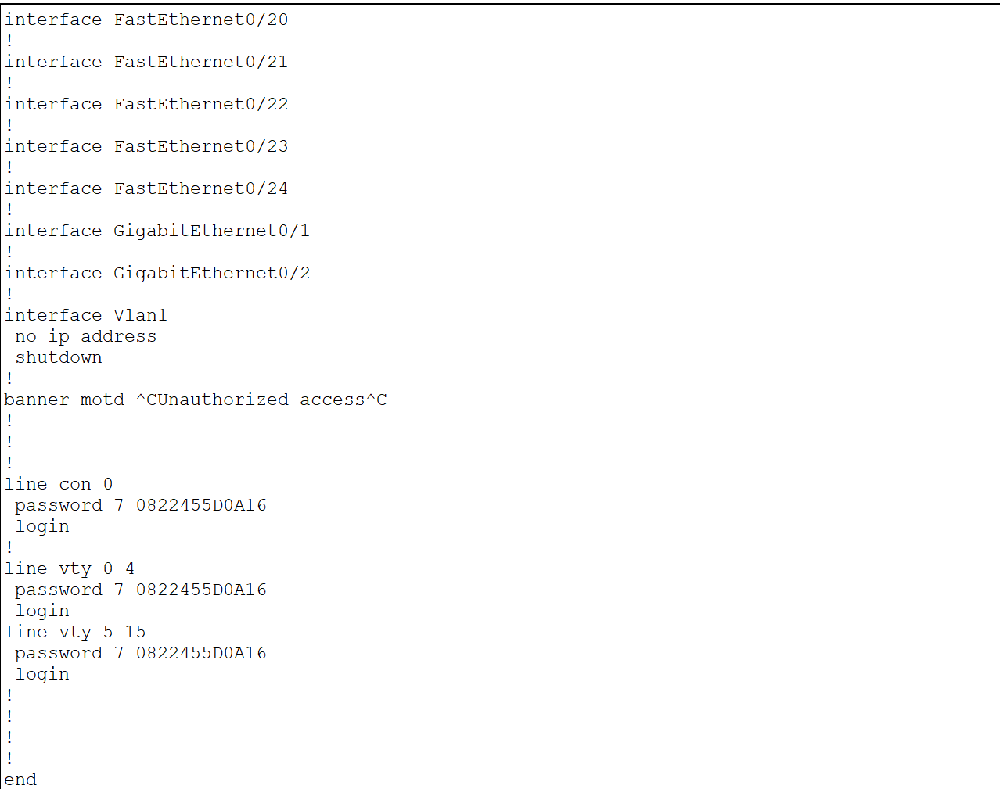 interface FastEthernet0/20
!
interface FastEthernet0/21
!
interface FastEthernet0/22
!
interface FastEthernet0/23
!
interface FastEthernet0/24
!
interface GigabitEthernet0/1
!
interface GigabitEthernet0/2
!
interface Vlan1
 no ip address
 shutdown
!
banner motd ^CUnauthorized access^C
!
!
!
line con 0
 password 7 0822455D0A16
 login
!
line vty 0 4
 password 7 0822455D0A16
 login
line vty 5 15
 password 7 0822455D0A16
 login
!
!
!
!
end